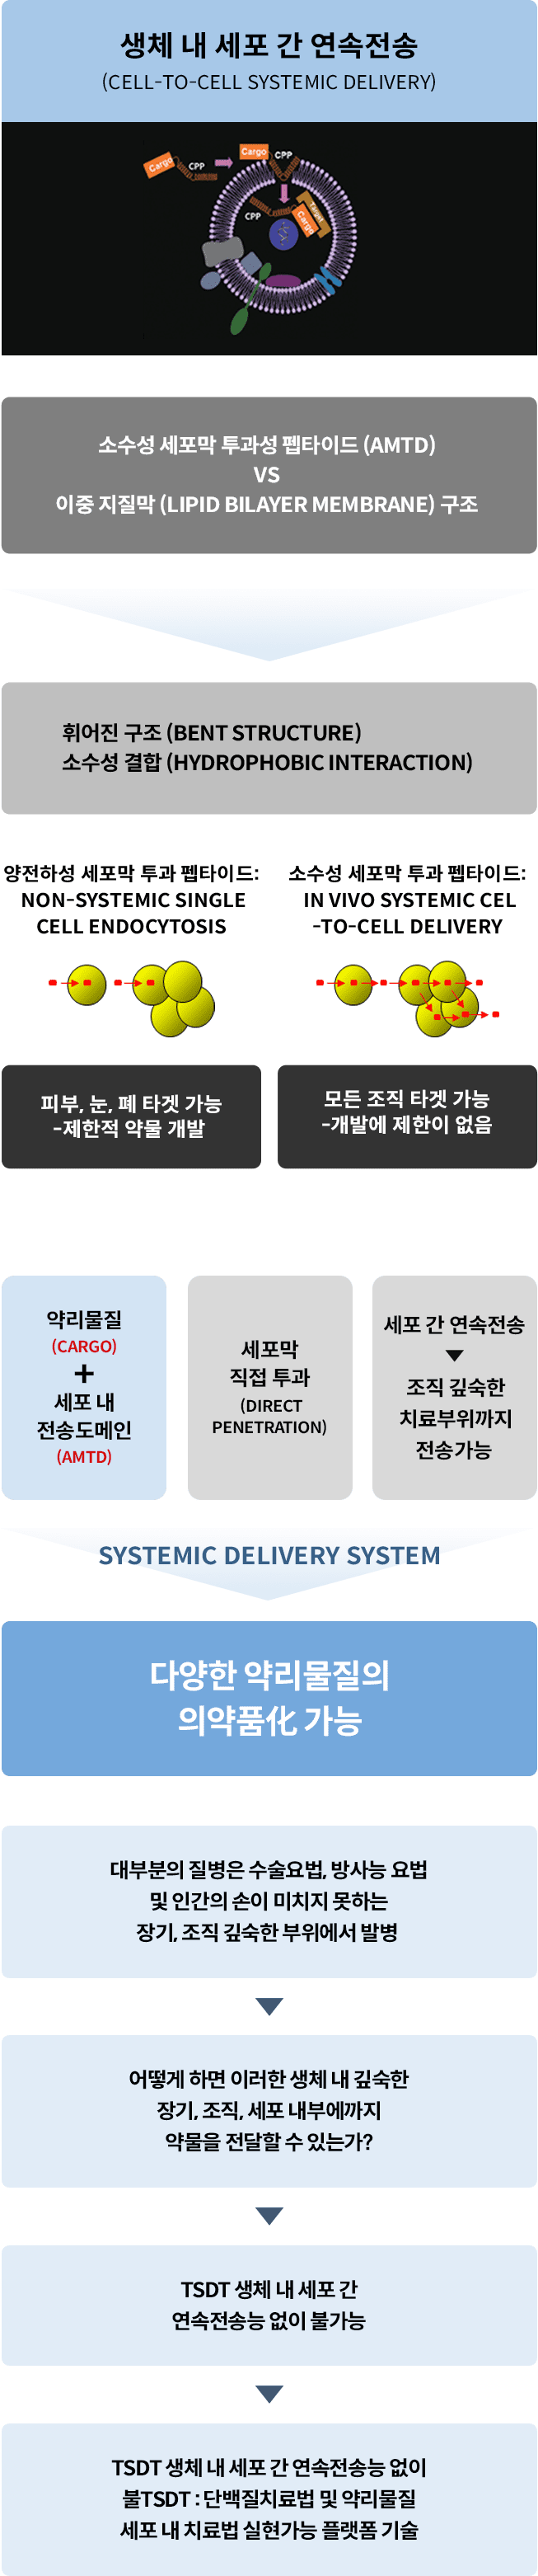 생체 내 세포 간 연속전송
(CELL-TO-CELL SYSTEMIC DELIVERY)
Cargo CPP Cargo CPP
CPP Cargo Target
소수성 세포막 투과성 펩타이드 (AMTD)
VS
이중 지질막 (LIPID BILAYER MEMBRANE) 구조
휘어진 구조 (BENT STRUCTURE)
소수성 결합 (HYDROPHOBIC INTERACTION)
양전하성 세포막 투과 펩타이드:
NON-SYSTEMIC SINGLE
CELL ENDOCYTOSIS
소수성 세포막 투과 펩타이드:
IN VIVO SYSTEMIC CEL
-TO-CELL DELIVERY
피부, 눈, 폐 타겟 가능
-제한적 약물 개발
모든 조직 타겟 가능
-개발에 제한이 없음
약리물질
(CARGO)
+
세포 내
전송도메인
(AMTD)
세포막
직접 투과
(DIRECT
PENETRATION)
세포 간 연속전송
▼
조직 깊숙한
치료부위까지
전송가능
SYSTEMIC DELIVERY SYSTEM
다양한 약리물질의
의약품化 가능
대부분의 질병은 수술요법, 방사능 요법
및 인간의 손이 미치지 못하는
장기, 조직 깊숙한 부위에서 발병
어떻게 하면 이러한 생체 내 깊숙한
장기, 조직, 세포 내부에까지
약물을 전달할 수 있는가?
TSDT 생체 내 세포 간
연속전송능 없이 불가능
TSDT 생체 내 세포 간 연속전송능 없이
불TSDT : 단백질치료법 및 약리물질
세포 내 치료법 실현가능 플랫폼 기술